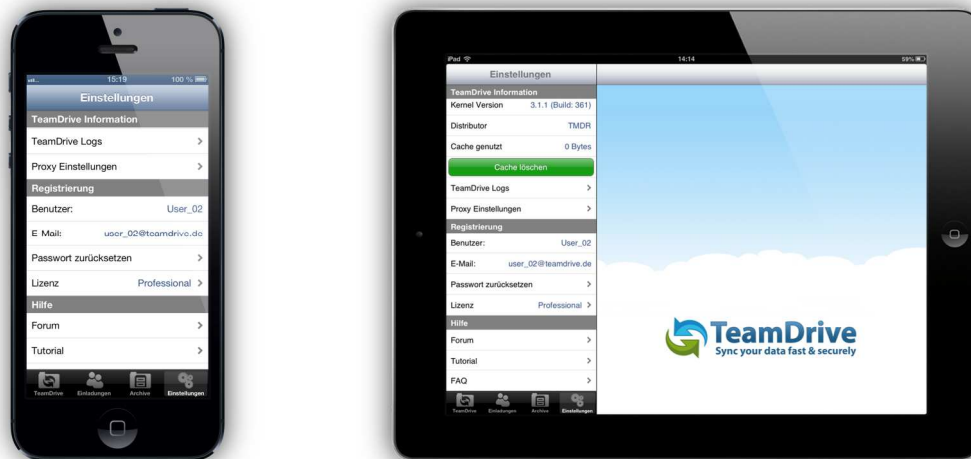 15:19 100 %
Einstellungen
TeamDrive Information
TeamDrive Logs
Proxy Einstellungen
Registrierung
Benutzer: User_02
E-Mail: user_02@teamdrive.de
Passwort zurücksetzen
Lizenz Professional
Hilfe
Forum
Tutorial
TeamDrive Einladungen Archive Einstellungen
iPad 14:14 59%
Einstellungen
TeamDrive Information
Kernel Version 3.1.1 (Build: 361)
Distributor TMDR
Cache genutzt 0 Bytes
Cache löschen
TeamDrive Logs
Proxy Einstellungen
Registrierung
Benutzer: User_02
E-Mail: user_02@teamdrive.de
Passwort zurücksetzen
Lizenz Professional
Hilfe
Forum
Tutorial
FAQ
TeamDrive Einladungen Archive Einstellungen
TeamDrive
Sync your data fast & securely